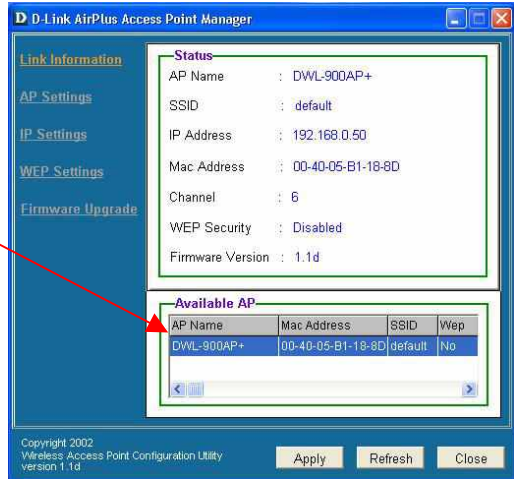 D D-Link AirPlus Access Point Manager
Link Information
AP Settings
IP Settings
WEP Settings
Firmware Upgrade
Status
AP Name : DWL-900AP+
SSID : default
IP Address : 192.168.0.50
Mac Address : 00-40-05-B1-18-8D
Channel : 6
WEP Security : Disabled
Firmware Version : 1.1d
Available AP
AP Name Mac Address SSID Wep
DWL-900AP+ 00-40-05-B1-18-8D default No
Copyright 2002
Wireless Access Point Configuration Utility
version 1.1d
Apply Refresh Close